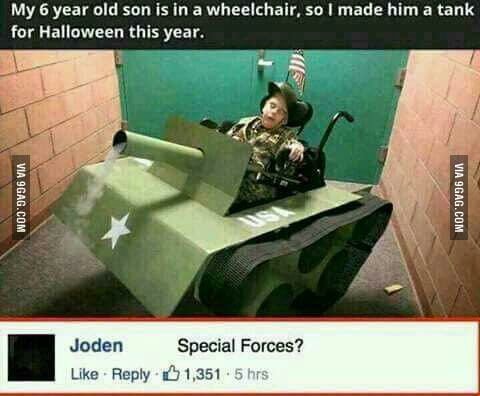 My 6 year old son is in a wheelchair, so I made him a tank
for Halloween this year.
VIA 9GAG.COM
VIA 9GAG.COM
USA
Joden Special Forces?
Like · Reply · 1,351 · 5 hrs